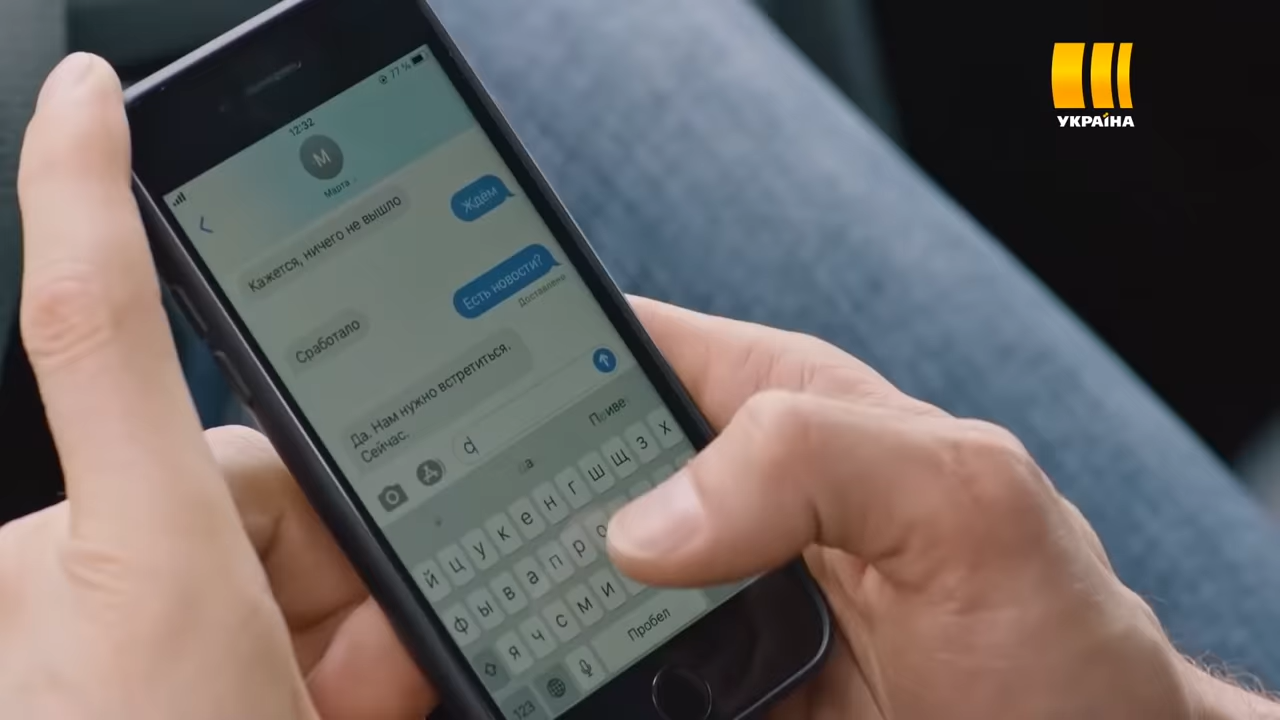 УКРАЇНА
77 %
12:32
М
Марта
Ждём
Кажется, ничего не вышло
Есть новости?
Доставлено
Сработало
Да. Нам нужно встретиться.
Сейчас.
й ц у к е н г ш щ з х
ф ы в а п р о
я ч с м и
123
Пробел